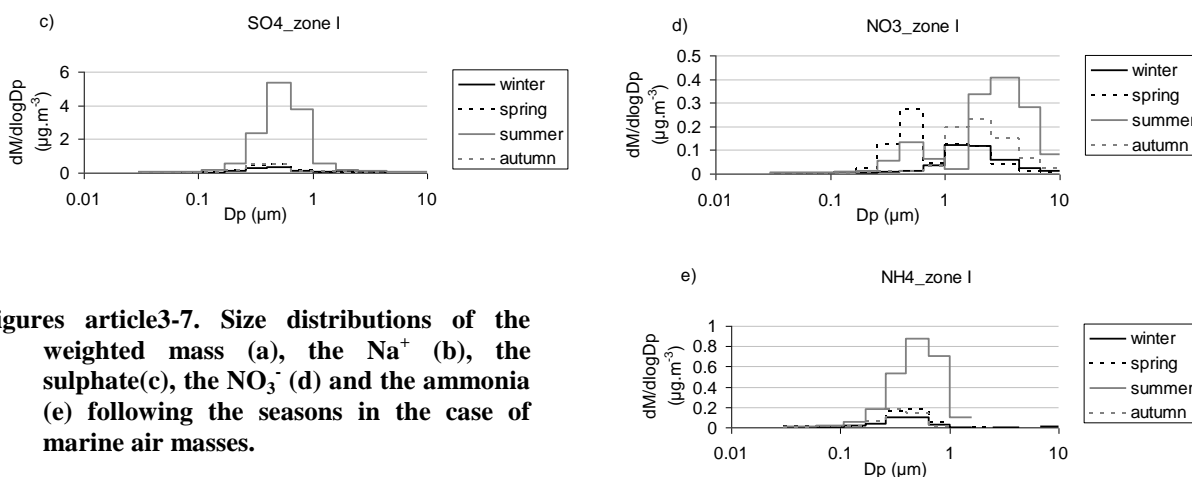 c)
SO4_zone I
dM/dlogDp
(µg.m-3)
6
4
2
0
0.01
0.1
1
10
Dp (µm)
winter
spring
summer
autumn
d)
NO3_zone I
dM/dlogDp
(µg.m-3)
0.5
0.4
0.3
0.2
0.1
0
0.01
0.1
1
10
Dp (µm)
winter
spring
summer
autumn
e)
NH4_zone I
dM/dlogDp
(µg.m-3)
1
0.8
0.6
0.4
0.2
0
0.01
0.1
1
10
Dp (µm)
winter
spring
summer
autumn
igures article3-7. Size distributions of the
weighted mass (a), the Na+ (b), the
sulphate(c), the NO3- (d) and the ammonia
(e) following the seasons in the case of
marine air masses.